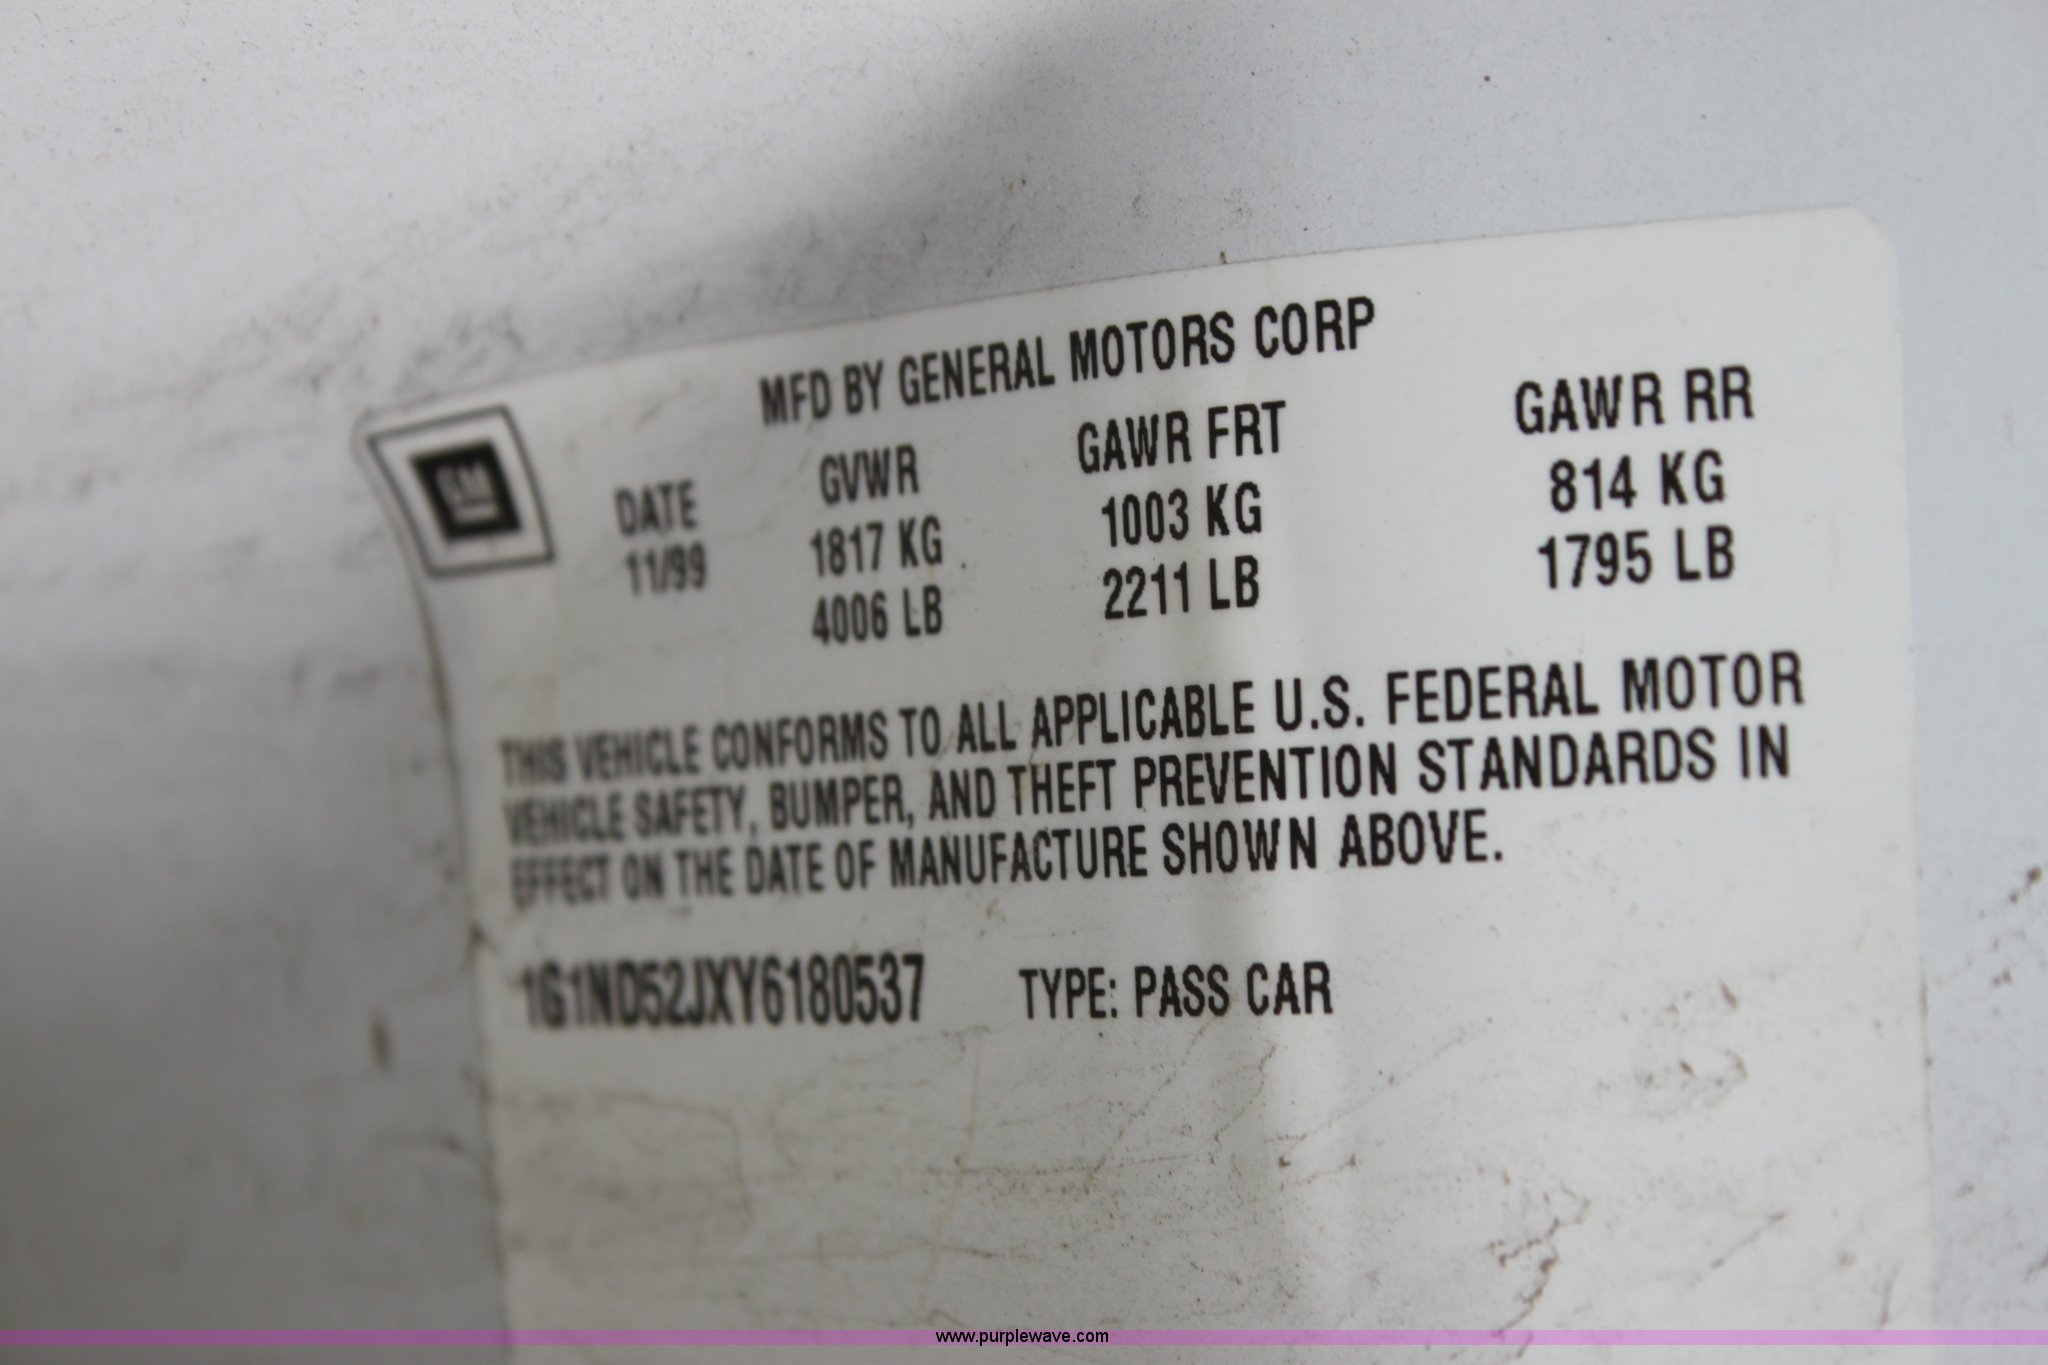 MFD BY GENERAL MOTORS CORP
GM
DATE GVWR GAWR FRT GAWR RR
11/99 1817 KG 1003 KG 814 KG
4006 LB 2211 LB 1795 LB
THIS VEHICLE CONFORMS TO ALL APPLICABLE U.S. FEDERAL MOTOR
VEHICLE SAFETY, BUMPER, AND THEFT PREVENTION STANDARDS IN
EFFECT ON THE DATE OF MANUFACTURE SHOWN ABOVE.
1G1ND52JXY6180537 TYPE: PASS CAR
www.purplewave.com